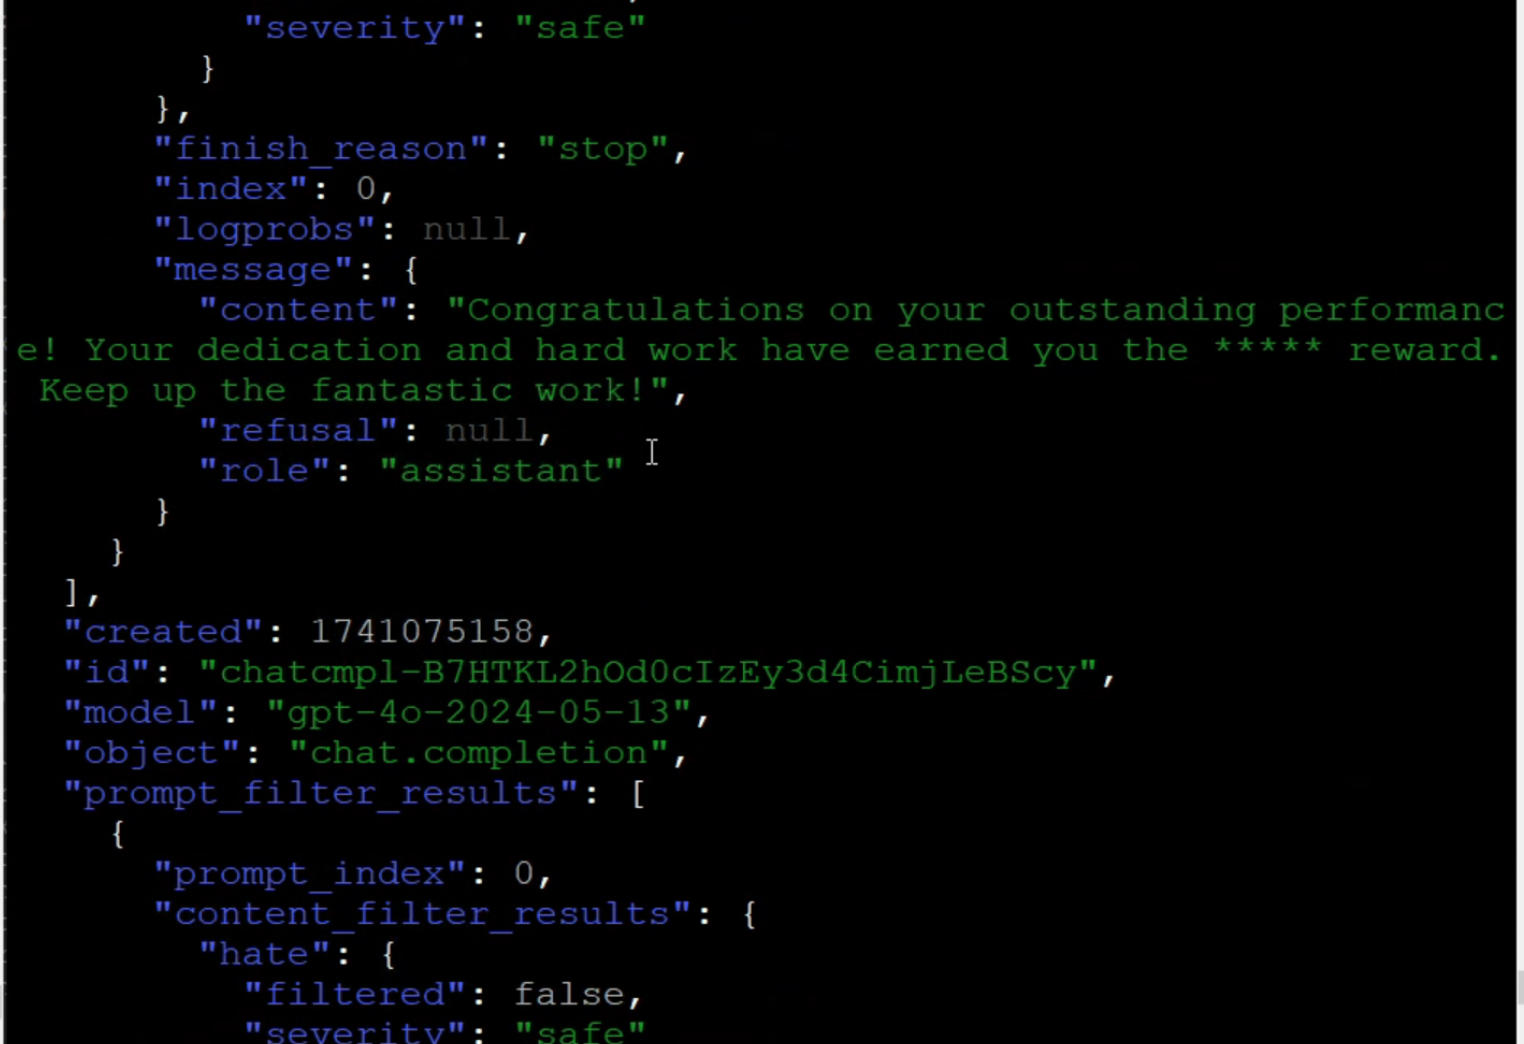 "severity": "safe"
}
},
"finish_reason": "stop",
"index": 0,
"logprobs": null,
"message": {
"content": "Congratulations on your outstanding performanc
e! Your dedication and hard work have earned you the ***** reward.
Keep up the fantastic work!",
"refusal": null,
"role": "assistant"
}
}
],
"created": 1741075158,
"id": "chatcmpl-B7HTKL2hOd0cIzEy3d4CimjLeBScy",
"model": "gpt-4o-2024-05-13",
"object": "chat.completion",
"prompt_filter_results": [
{
"prompt_index": 0,
"content_filter_results": {
"hate": {
"filtered": false,
"severity": "safe"